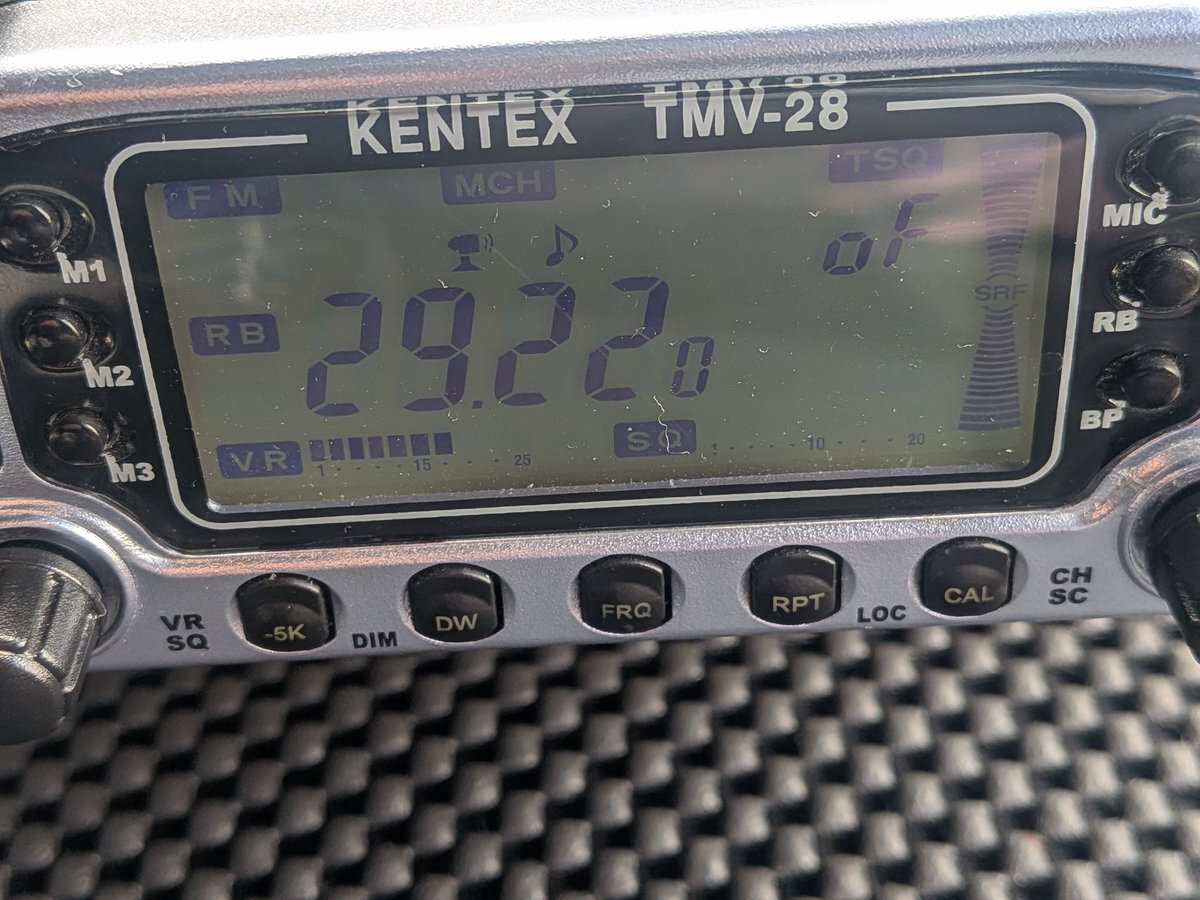 KENTEX TMV-28
FM MCH TSQ
oF
M1
MIC
SRF
RB 29.220
RB
M2
VR 1 15 25 SQ 1 10 20
BP
M3
VR -5K DIM DW FRQ RPT LOC CAL CH
SQ SC